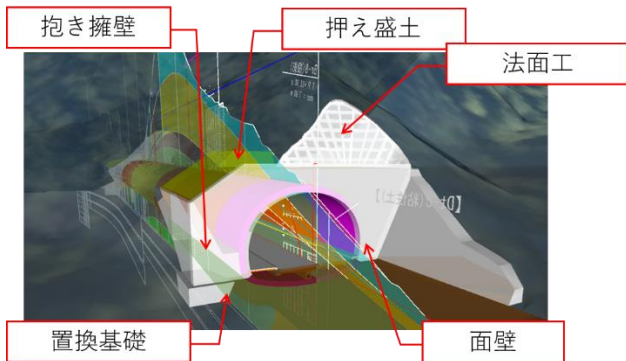 抱き擁壁
押え盛土
法面工
置換基礎
面壁